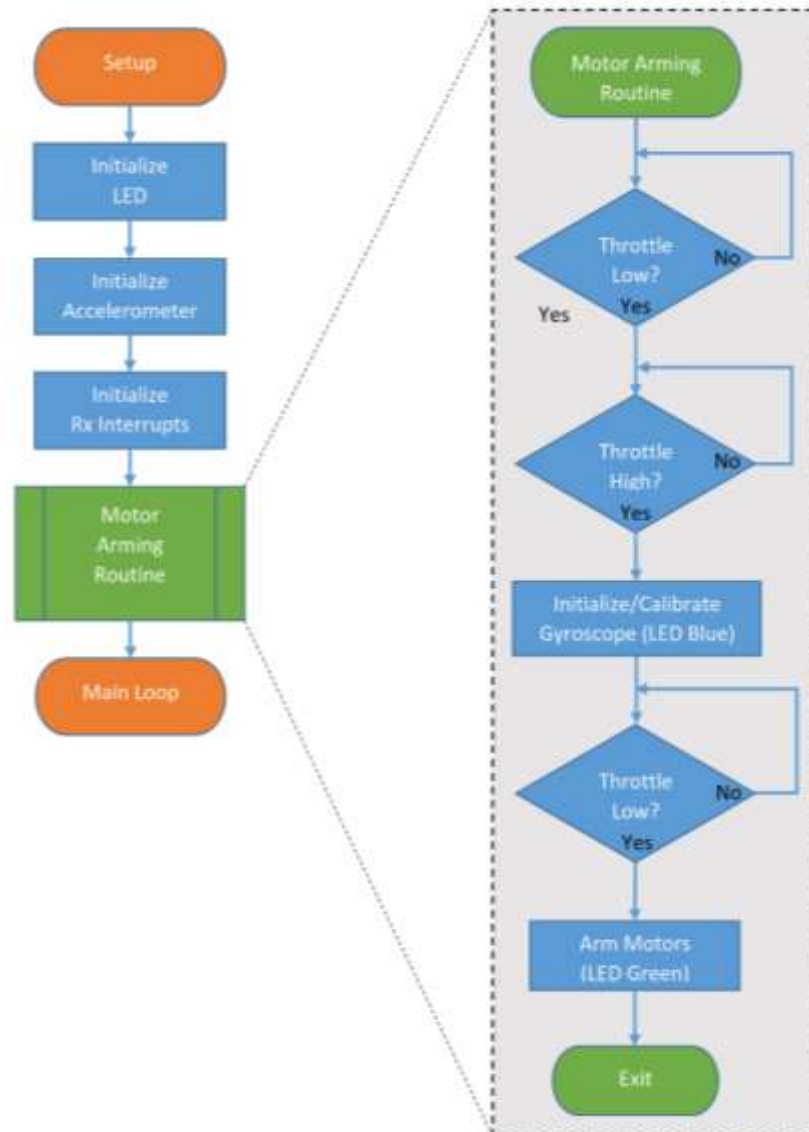 Setup
Initialize
LED
Initialize
Accelerometer
Initialize
Rx Interrupts
Motor
Arming
Routine
Main Loop
Motor Arming
Routine
Throttle
Low?
No
Yes
Yes
Throttle
High?
No
Yes
Initialize/Calibrate
Gyroscope (LED Blue)
Throttle
Low?
No
Yes
Arm Motors
(LED Green)
Exit